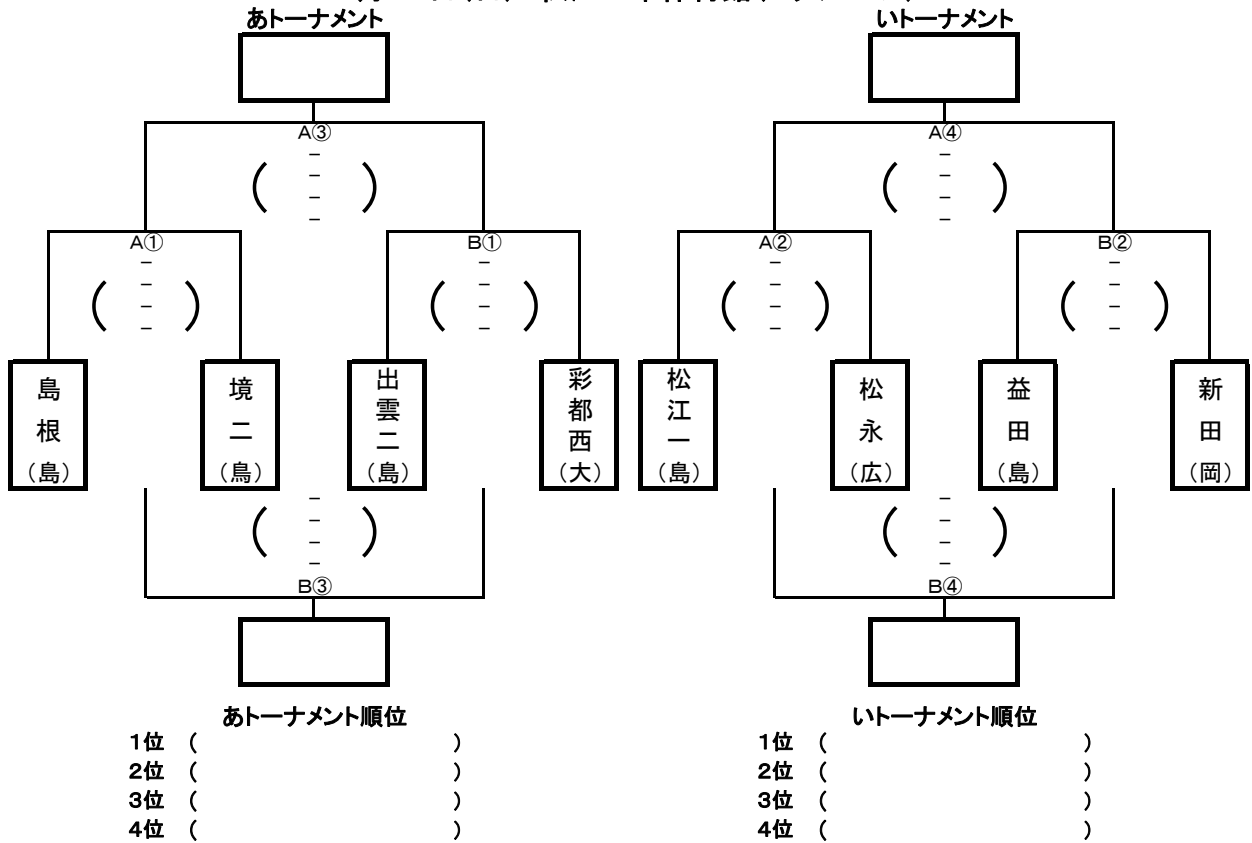 あトーナメント
いトーナメント
A③
A④
A①
B①
A②
B②
島根(島)
境二(鳥)
出雲二(島)
彩都西(大)
松江一(島)
松永(広)
益田(島)
新田(岡)
B③
B④
あトーナメント順位
いトーナメント順位
1位 ( )
1位 ( )
2位 ( )
2位 ( )
3位 ( )
3位 ( )
4位 ( )
4位 ( )